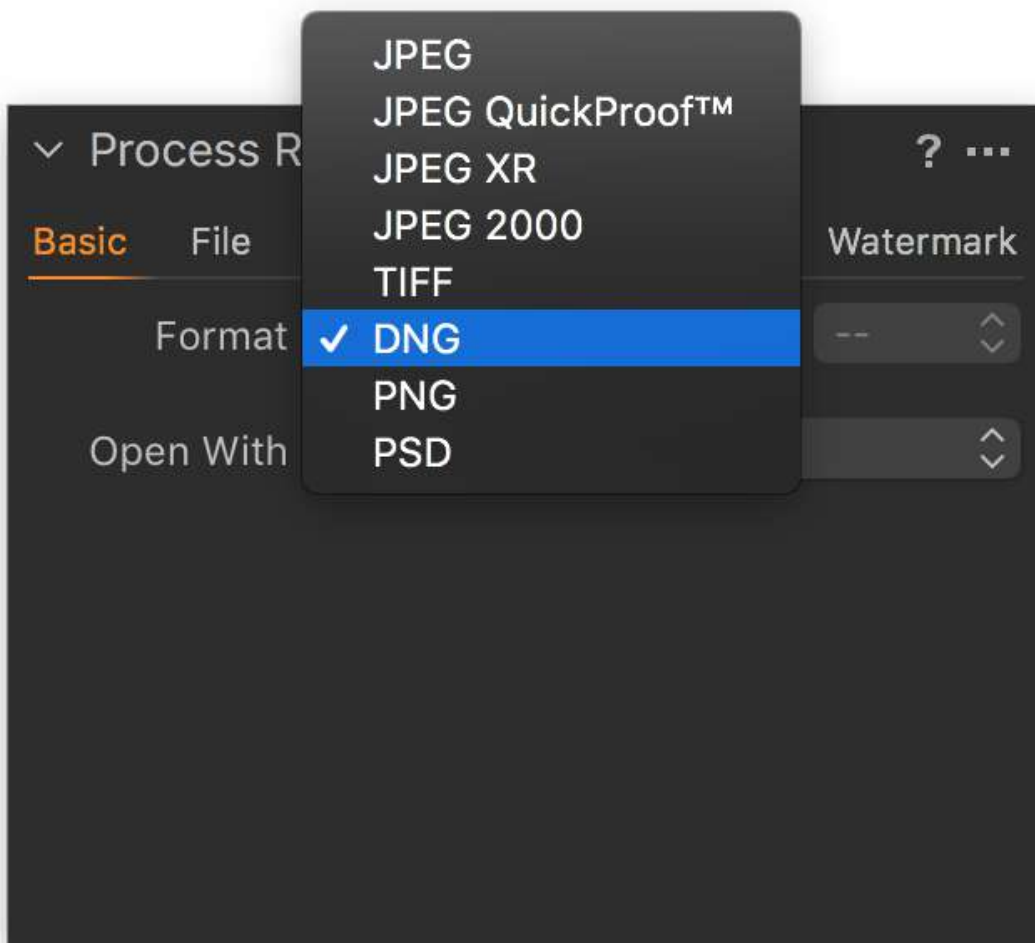 JPEG
JPEG QuickProof™
Process R
? ...
JPEG XR
Basic File JPEG 2000 Watermark
TIFF
Format ✓ DNG --
PNG
Open With PSD